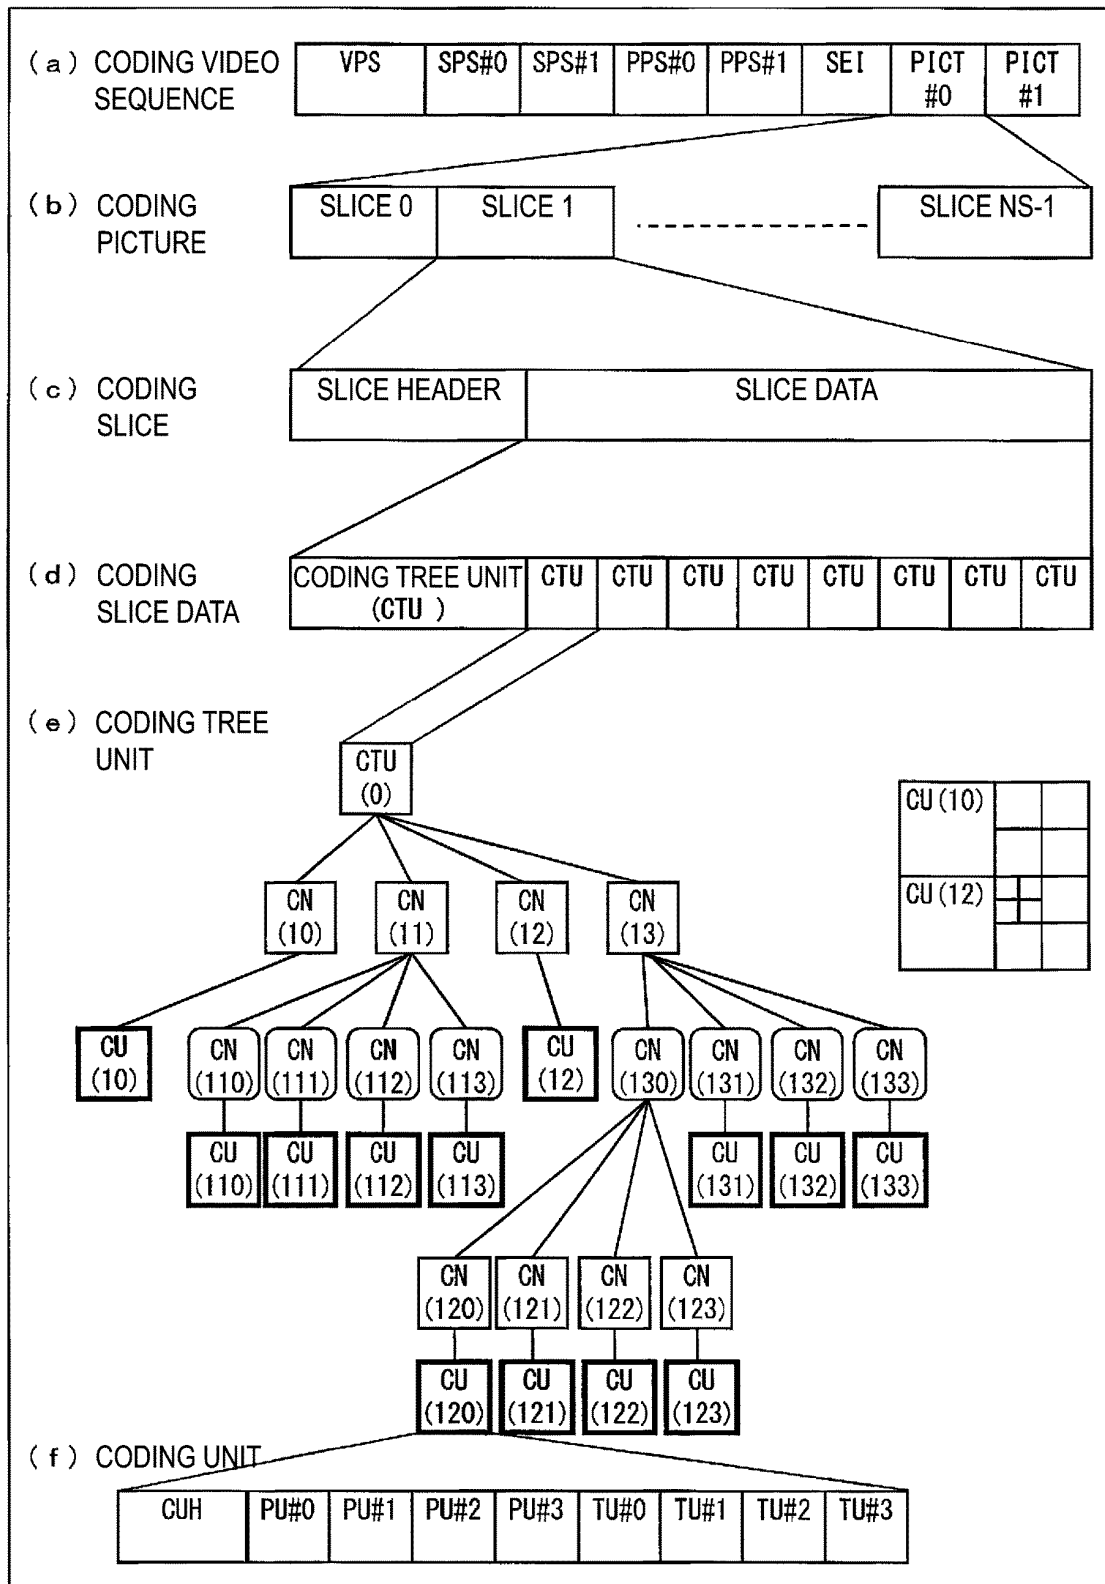 (a) CODING VIDEO SEQUENCE
VPS SPS#0 SPS#1 PPS#0 PPS#1 SEI PICT #0 PICT #1
(b) CODING PICTURE
SLICE 0 SLICE 1 SLICE NS-1
(c) CODING SLICE
SLICE HEADER SLICE DATA
(d) CODING SLICE DATA
CODING TREE UNIT (CTU ) CTU CTU CTU CTU CTU CTU CTU CTU
(e) CODING TREE UNIT
CTU (0)
CU(10)
CU(12)
CN (10) CN (11) CN (12) CN (13)
CU (10) CN (110) CN (111) CN (112) CN (113) CU (12) CN (130) CN (131) CN (132) CN (133)
CU (110) CU (111) CU (112) CU (113) CU (131) CU (132) CU (133)
CN (120) CN (121) CN (122) CN (123)
CU (120) CU (121) CU (122) CU (123)
(f) CODING UNIT
CUH PU#0 PU#1 PU#2 PU#3 TU#0 TU#1 TU#2 TU#3